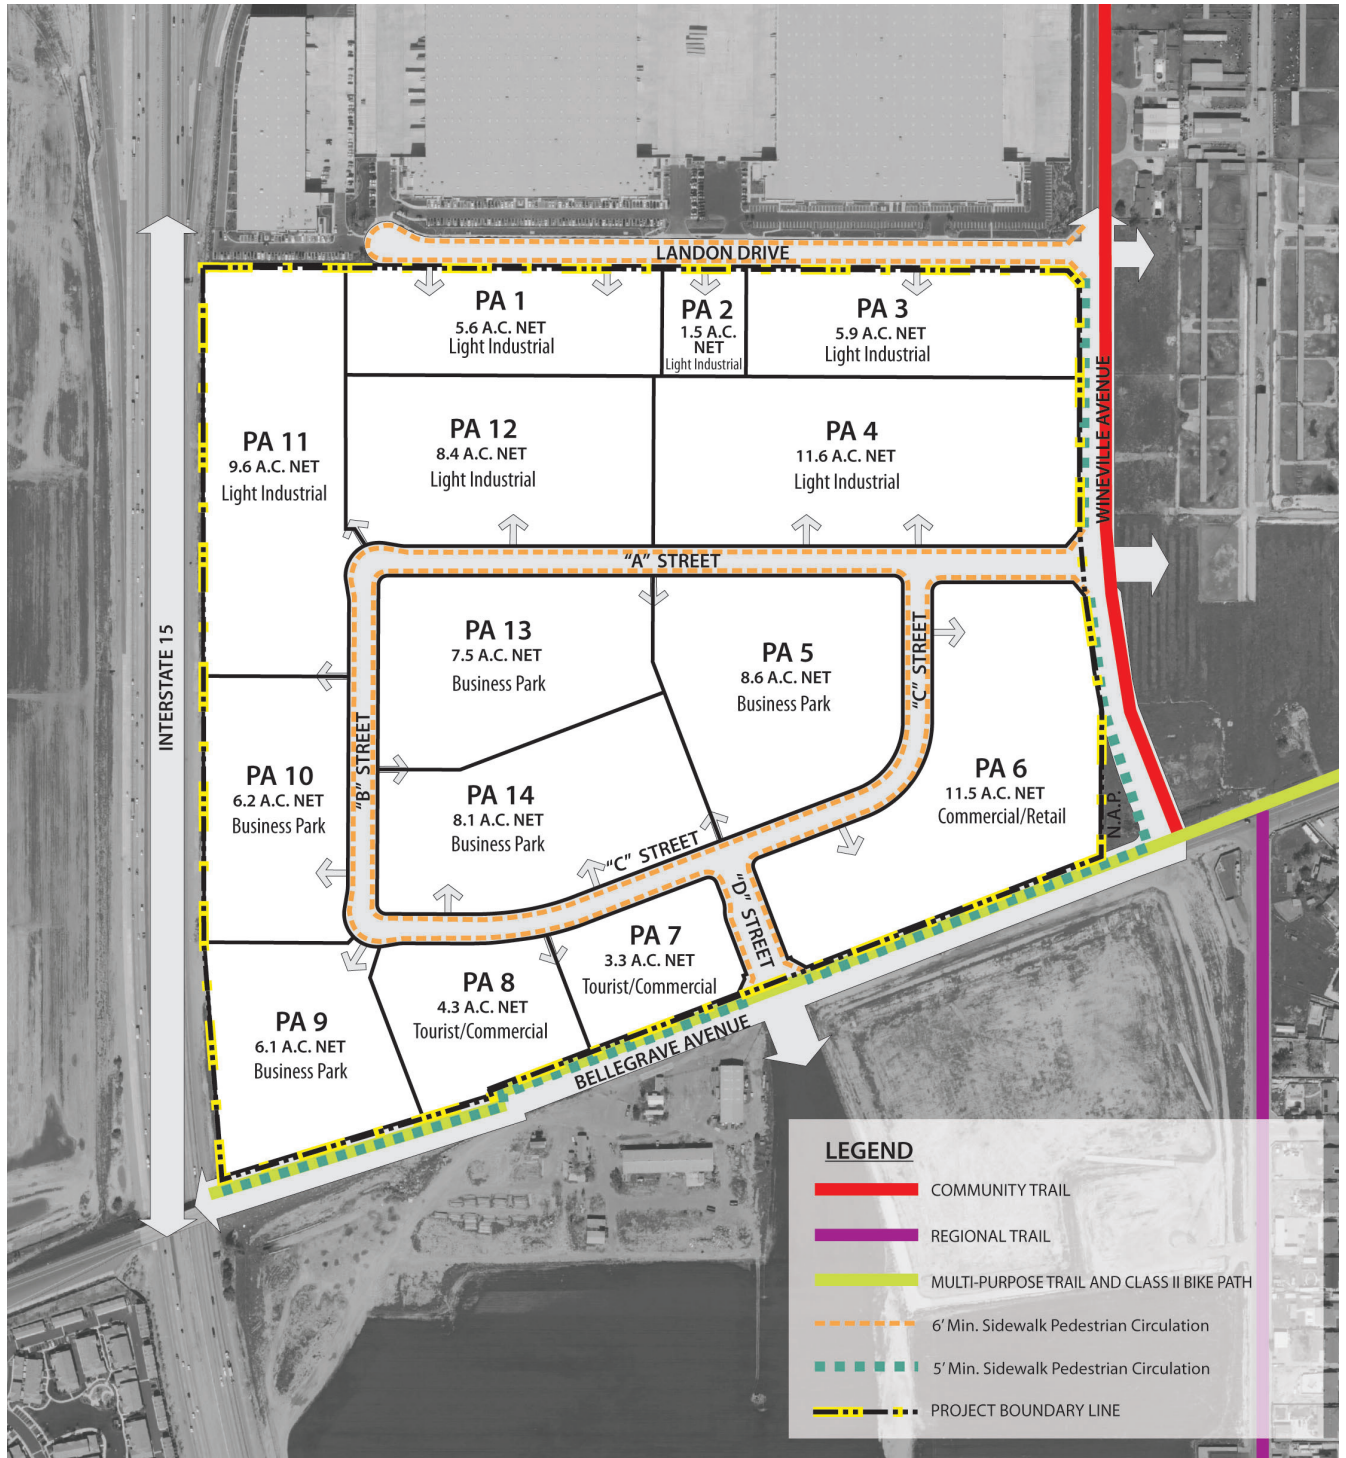 LANDON DRIVE
PA 1
5.6 A.C. NET
Light Industrial
PA 2
1.5 A.C.
NET
Light Industrial
PA 3
5.9 A.C. NET
Light Industrial
WINEVILLE AVENUE
PA 11
9.6 A.C. NET
Light Industrial
PA 12
8.4 A.C. NET
Light Industrial
PA 4
11.6 A.C. NET
Light Industrial
"A" STREET
INTERSTATE 15
PA 13
7.5 A.C. NET
Business Park
PA 5
8.6 A.C. NET
Business Park
"C" STREET
"B" STREET
PA 10
6.2 A.C. NET
Business Park
PA 14
8.1 A.C. NET
Business Park
PA 6
11.5 A.C. NET
Commercial/Retail
N.A.P.
"C" STREET
"D" STREET
PA 7
3.3 A.C. NET
Tourist/Commercial
PA 8
4.3 A.C. NET
Tourist/Commercial
PA 9
6.1 A.C. NET
Business Park
BELLEGRAVE AVENUE
LEGEND
COMMUNITY TRAIL
REGIONAL TRAIL
MULTI-PURPOSE TRAIL AND CLASS II BIKE PATH
6' Min. Sidewalk Pedestrian Circulation
5' Min. Sidewalk Pedestrian Circulation
PROJECT BOUNDARY LINE